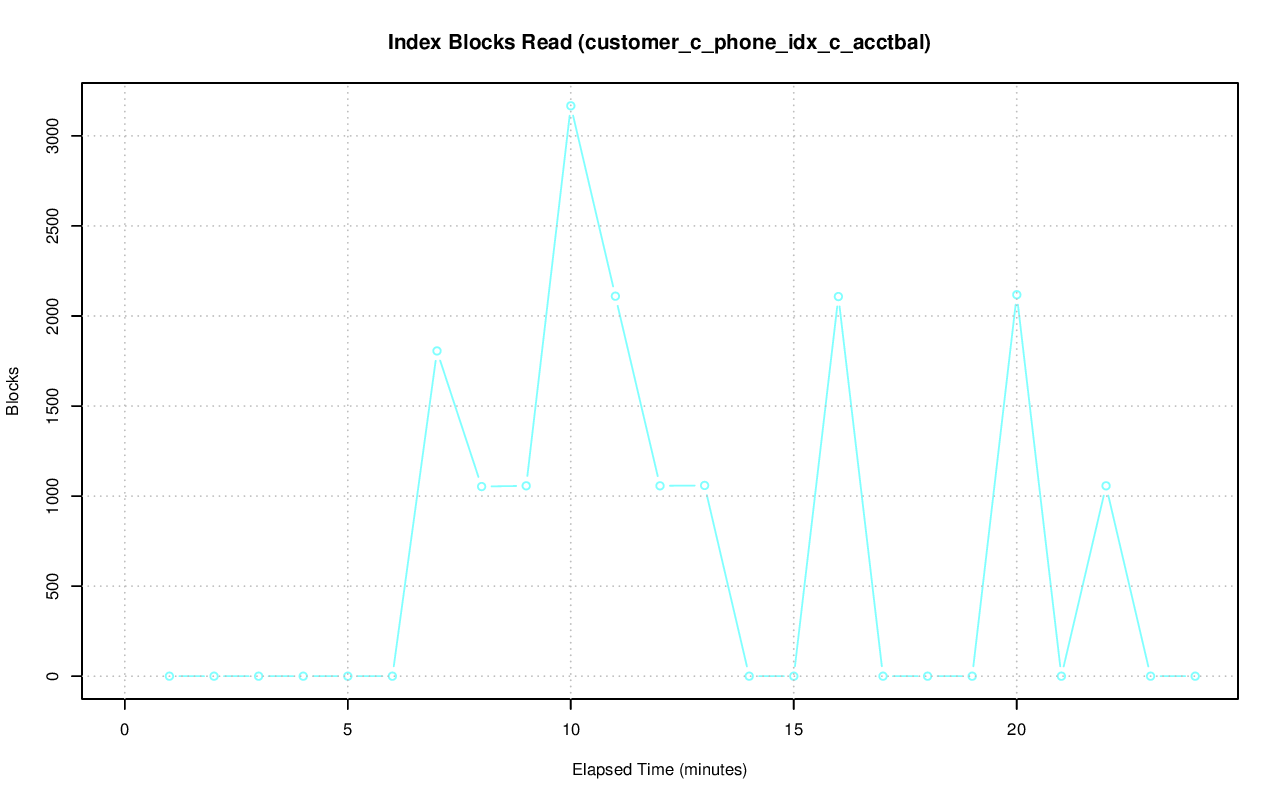 Index Blocks Read (customer_c_phone_idx_c_acctbal)
Blocks
3000
2500
2000
1500
1000
500
0
0 5 10 15 20
Elapsed Time (minutes)